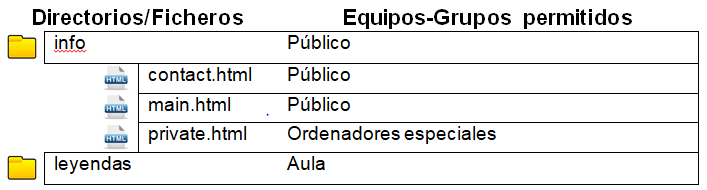 Directorios/Ficheros Equipos-Grupos permitidos
info Público
HTML contact.html Público
HTML main.html Público
HTML private.html Ordenadores especiales
leyendas Aula